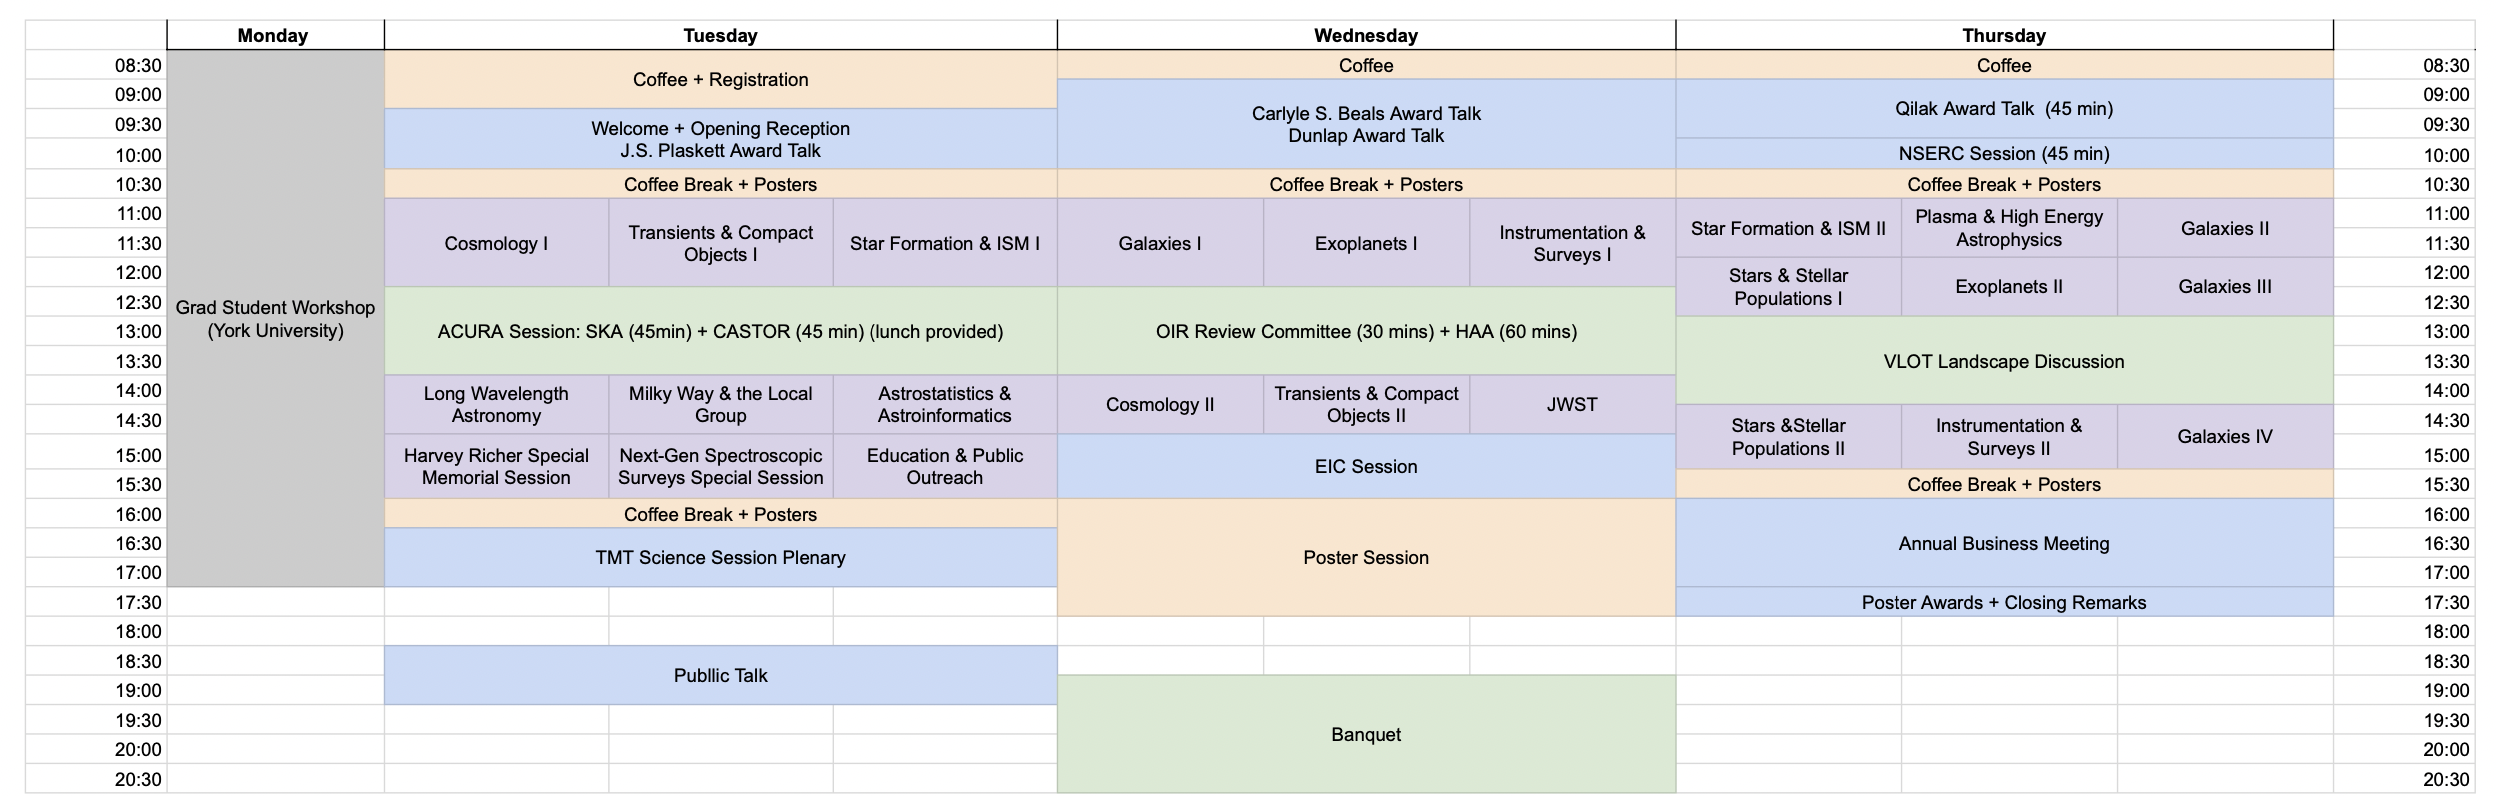 Monday
Tuesday
Wednesday
Thursday
08:30
Coffee + Registration
Coffee
Coffee
08:30
09:00
Carlyle S. Beals Award Talk
Dunlap Award Talk
Qilak Award Talk  (45 min)
09:00
09:30
Welcome + Opening Reception
J.S. Plaskett Award Talk
09:30
10:00
NSERC Session (45 min)
10:00
10:30
Coffee Break + Posters
Coffee Break + Posters
Coffee Break + Posters
10:30
11:00
Cosmology I
Transients & Compact
Objects I
Star Formation & ISM I
Galaxies I
Exoplanets I
Instrumentation &
Surveys I
Star Formation & ISM II
Plasma & High Energy
Astrophysics
Galaxies II
11:00
11:30
11:30
12:00
Stars & Stellar
Populations I
Exoplanets II
Galaxies III
12:00
12:30
Grad Student Workshop
(York University)
ACURA Session: SKA (45min) + CASTOR (45 min) (lunch provided)
OIR Review Committee (30 mins) + HAA (60 mins)
12:30
13:00
VLOT Landscape Discussion
13:00
13:30
13:30
14:00
Long Wavelength
Astronomy
Milky Way & the Local
Group
Astrostatistics &
Astroinformatics
Cosmology II
Transients & Compact
Objects II
JWST
14:00
14:30
Stars &Stellar
Populations II
Instrumentation &
Surveys II
Galaxies IV
14:30
15:00
Harvey Richer Special
Memorial Session
Next-Gen Spectroscopic
Surveys Special Session
Education & Public
Outreach
EIC Session
15:00
15:30
Coffee Break + Posters
15:30
16:00
Coffee Break + Posters
Poster Session
Annual Business Meeting
16:00
16:30
TMT Science Session Plenary
16:30
17:00
17:00
17:30
Poster Awards + Closing Remarks
17:30
18:00
18:00
18:30
Publlic Talk
18:30
19:00
Banquet
19:00
19:30
19:30
20:00
20:00
20:30
20:30